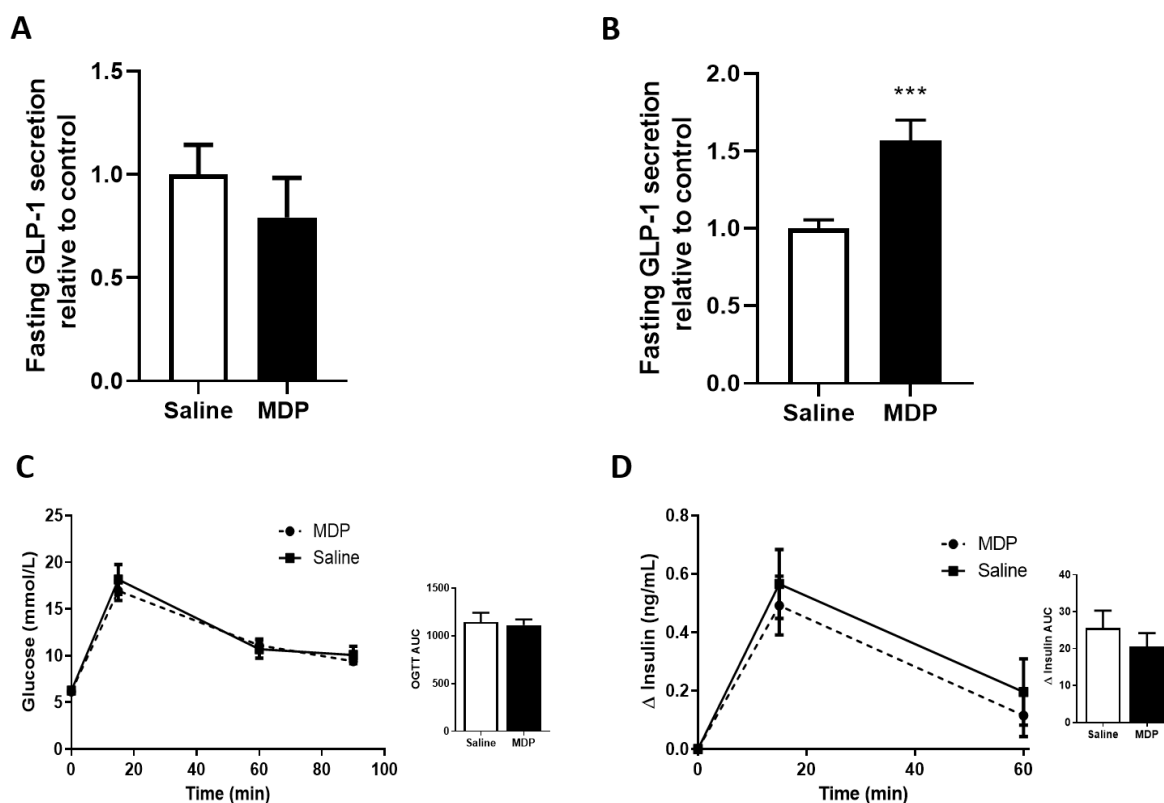 A
Fasting GLP-1 secretion
relative to control
1.5
1.0
0.5
0.0
Saline
MDP
B
Fasting GLP-1 secretion
relative to control
2.0
1.5
1.0
0.5
0.0
***
Saline
MDP
C
Glucose (mmol/L)
25
20
15
10
5
0
0
20
40
60
80
100
Time (min)
MDP
Saline
OGTT AUC
1500
1000
500
0
Saline
MDP
D
Δ Insulin (ng/mL)
0.8
0.6
0.4
0.2
0.0
0
20
40
60
Time (min)
MDP
Saline
Δ Insulin AUC
40
30
20
10
0
Saline
MDP